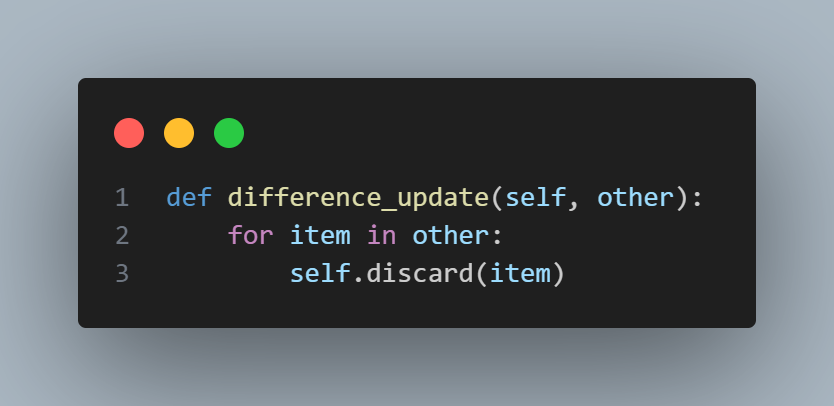 1 def difference_update(self, other):
2     for item in other:
3         self.discard(item)